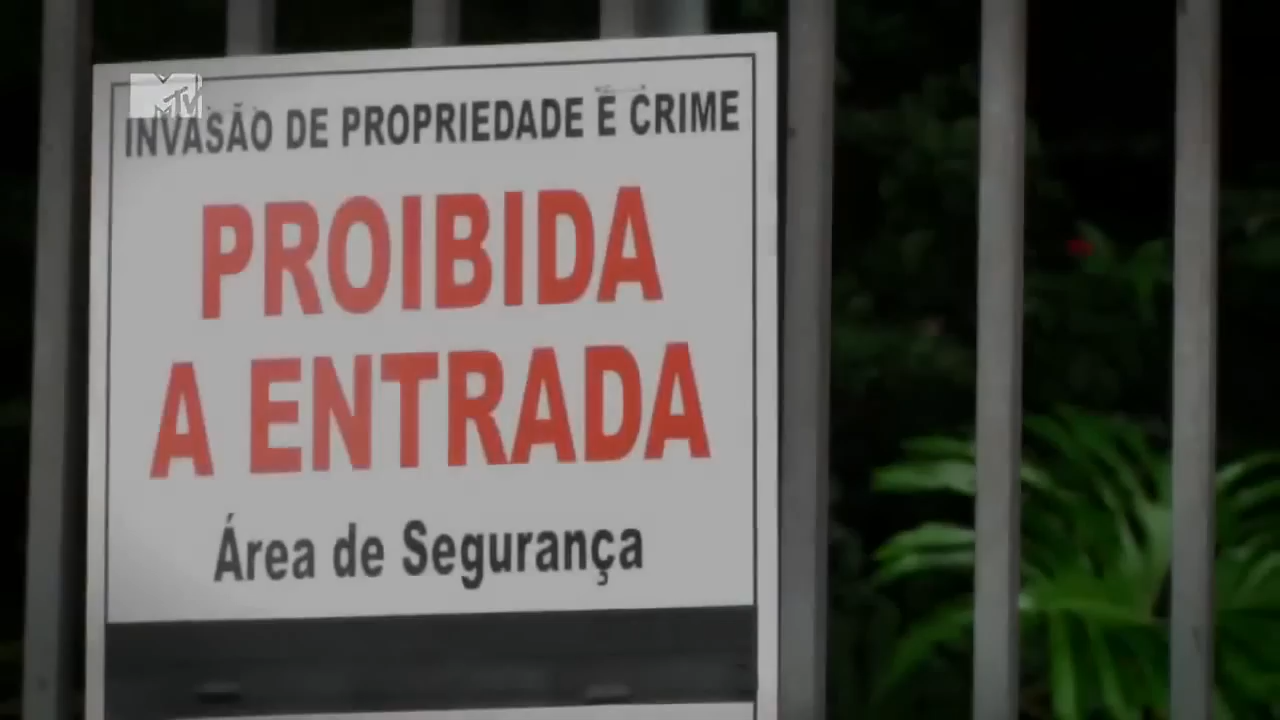 MTV
INVASÃO DE PROPRIEDADE É CRIME
PROIBIDA
A ENTRADA
Área de Segurança